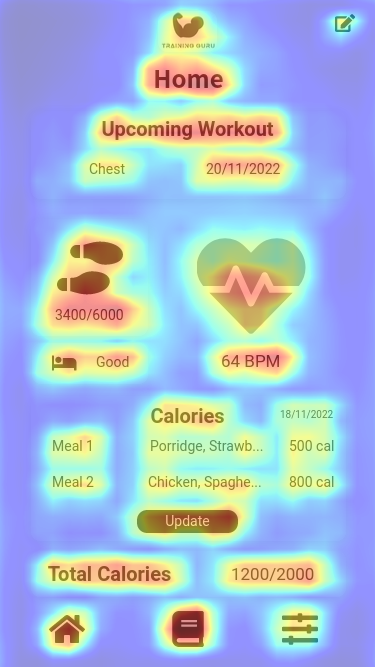 TRAINING GURU
Home
Upcoming Workout
Chest 20/11/2022
3400/6000
Good 64 BPM
Calories 18/11/2022
Meal 1 Porridge, Strawb... 500 cal
Meal 2 Chicken, Spaghe... 800 cal
Update
Total Calories 1200/2000